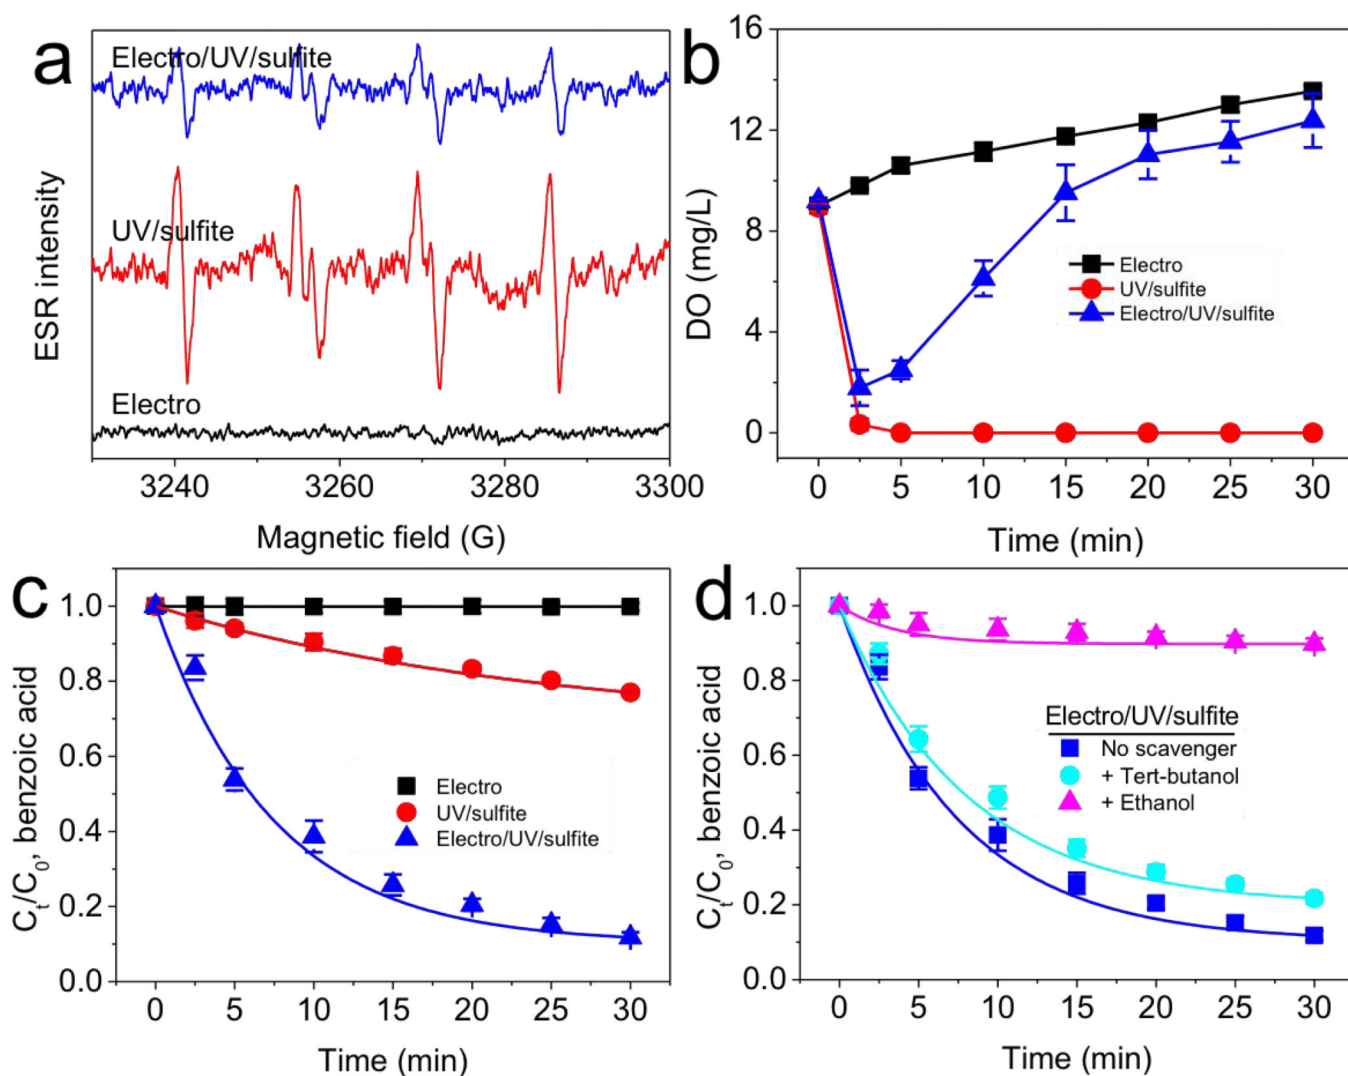 a
Electro/UV/sulfite
UV/sulfite
Electro
ESR intensity
3240
3260
3280
3300
Magnetic field (G)
b
16
12
8
4
0
DO (mg/L)
Electro
UV/sulfite
Electro/UV/sulfite
0
5
10
15
20
25
30
Time (min)
c
1.0
0.8
0.6
0.4
0.2
0.0
Ct/C0, benzoic acid
Electro
UV/sulfite
Electro/UV/sulfite
0
5
10
15
20
25
30
Time (min)
d
1.0
0.8
0.6
0.4
0.2
0.0
Ct/C0, benzoic acid
Electro/UV/sulfite
No scavenger
+ Tert-butanol
+ Ethanol
0
5
10
15
20
25
30
Time (min)